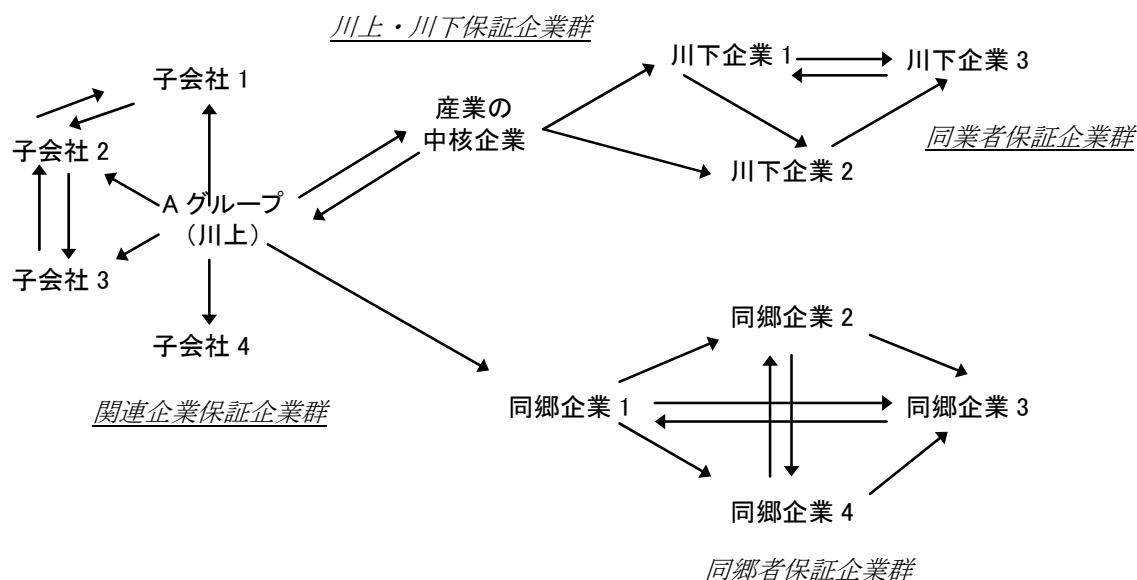 川上・川下保証企業群
子会社 1
産業の
中核企業
川下企業 1
川下企業 3
子会社 2
同業者保証企業群
川下企業 2
A グループ
（川上）
子会社 3
子会社 4
同郷企業 2
関連企業保証企業群
同郷企業 1
同郷企業 3
同郷企業 4
同郷者保証企業群